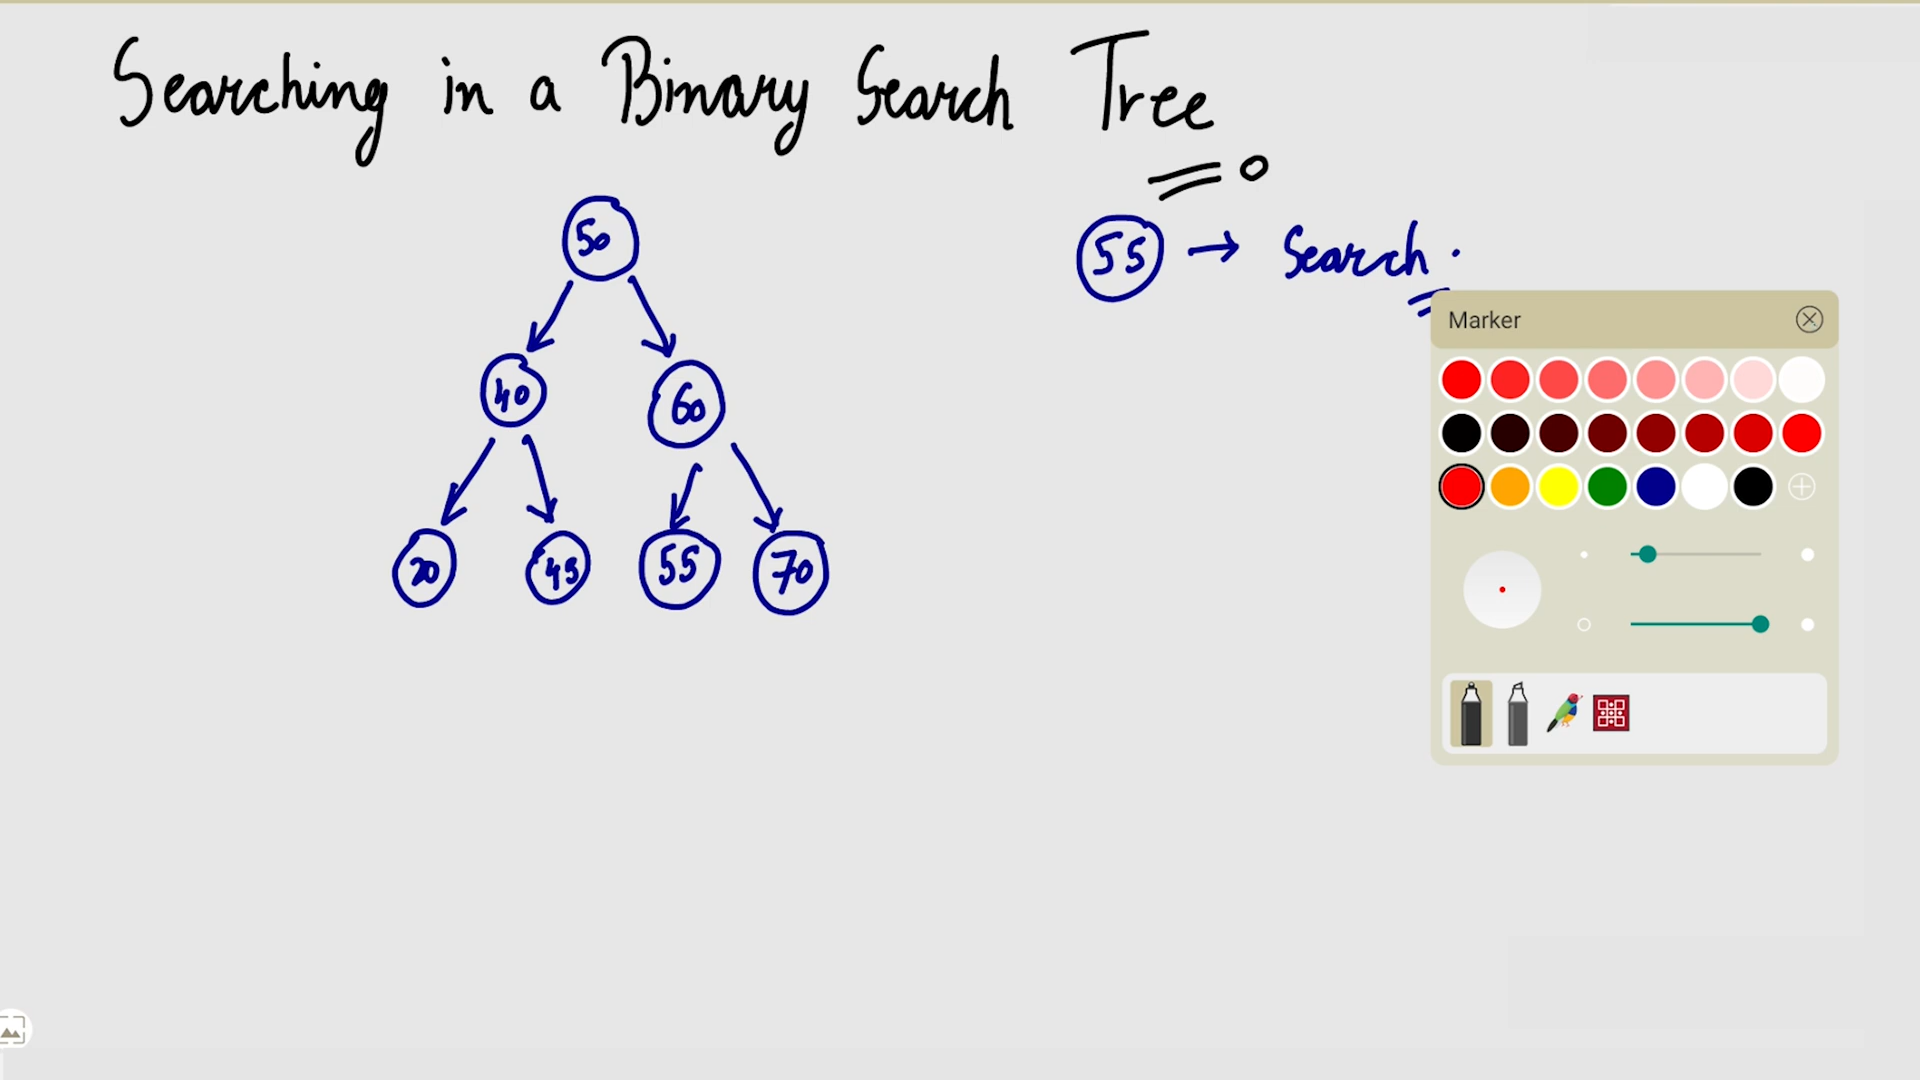 Searching in a Binary Search Tree
50
55 → Search.
Marker
40 60
20 45 55 70